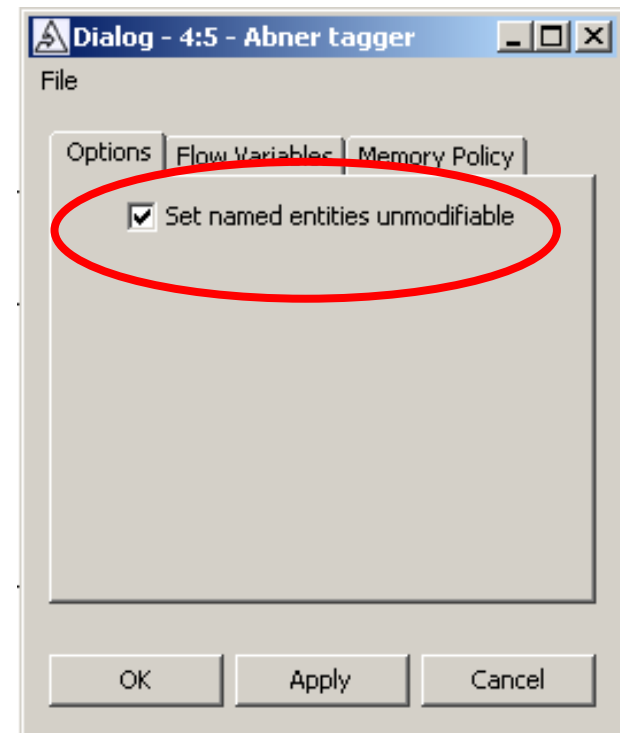 Dialog - 4:5 - Abner tagger
File
Options Flow Variables Memory Policy
Set named entities unmodifiable
OK Apply Cancel